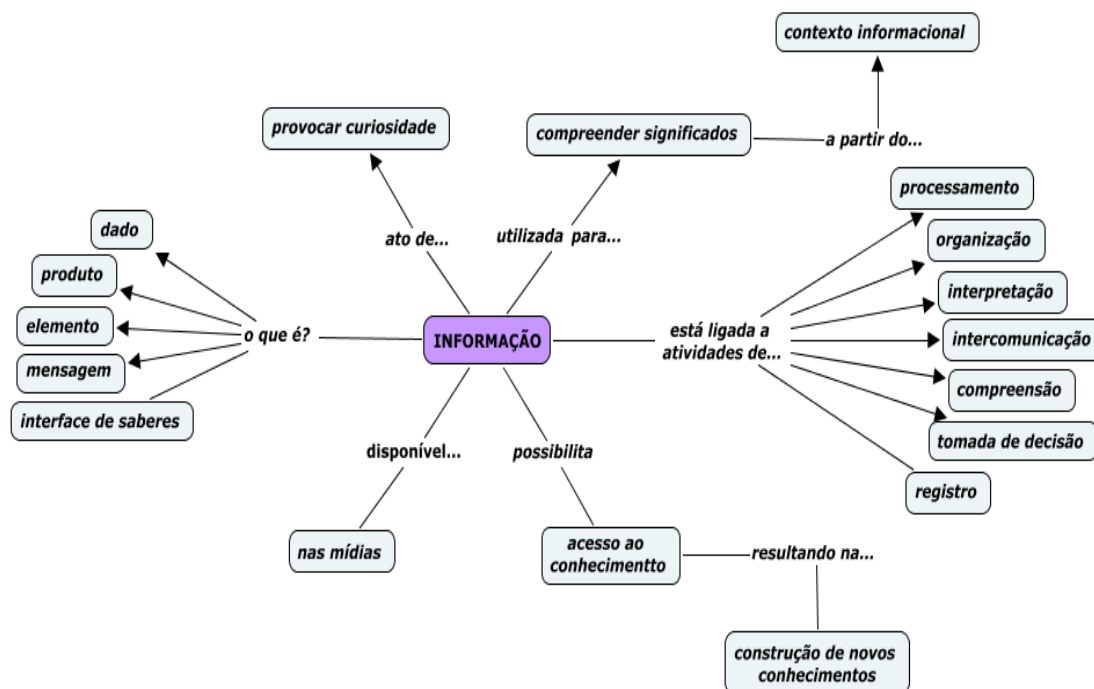 contexto informacional
provocar curiosidade
compreender significados
a partir do...
processamento
dado
ato de...
utilizada para...
organização
produto
interpretação
elemento
o que é?
INFORMAÇÃO
está ligada a
atividades de...
intercomunicação
mensagem
compreensão
interface de saberes
tomada de decisão
disponível...
possibilita
registro
nas mídias
acesso ao
conhecimentto
resultando na...
construção de novos
conhecimentos